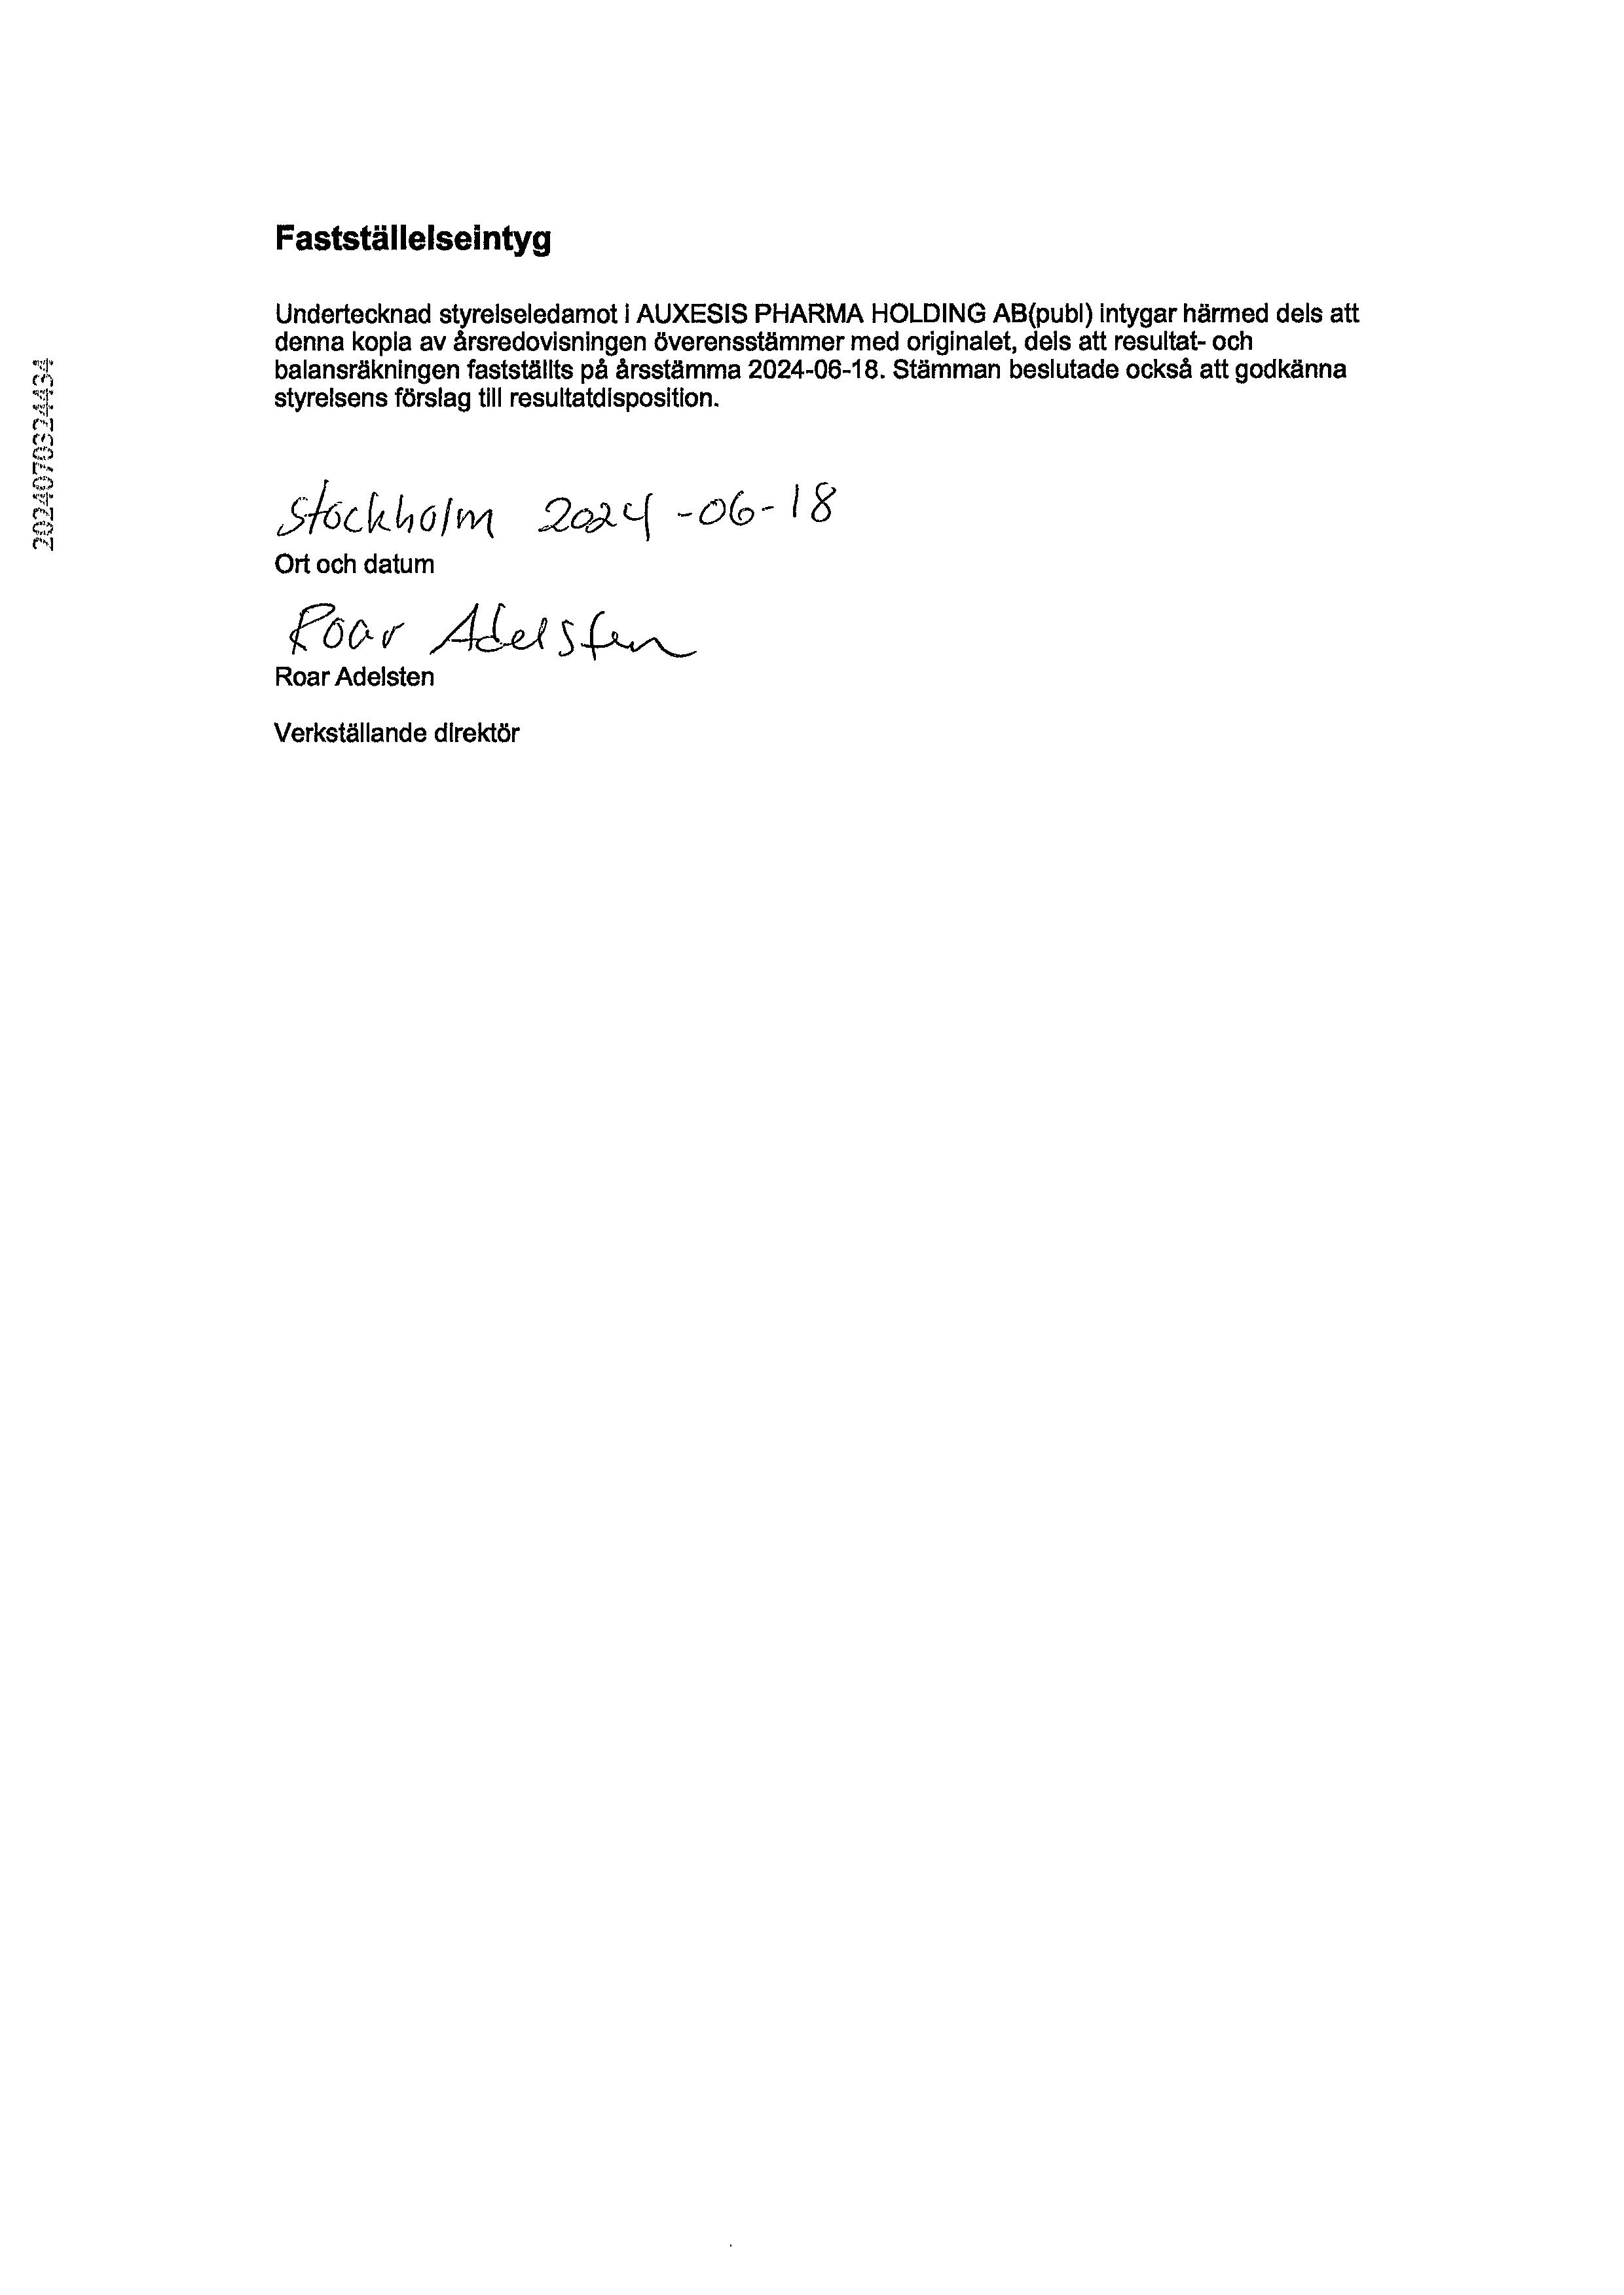 Fastställelseintyg
Undertecknad styrelseledamot i AUXESIS PHARMA HOLDING AB(publ) intygar härmed dels att
denna kopia av årsredovisningen överensstämmer med originalet, dels att resultat- och
balansräkningen fastställts på årsstämma 2024-06-18. Stämman beslutade också att godkänna
styrelsens förslag till resultatdisposition.
Stockholm 2024-06-18
Ort och datum
Roar Adelsten
Roar Adelsten
Verkställande direktör
2024070324434